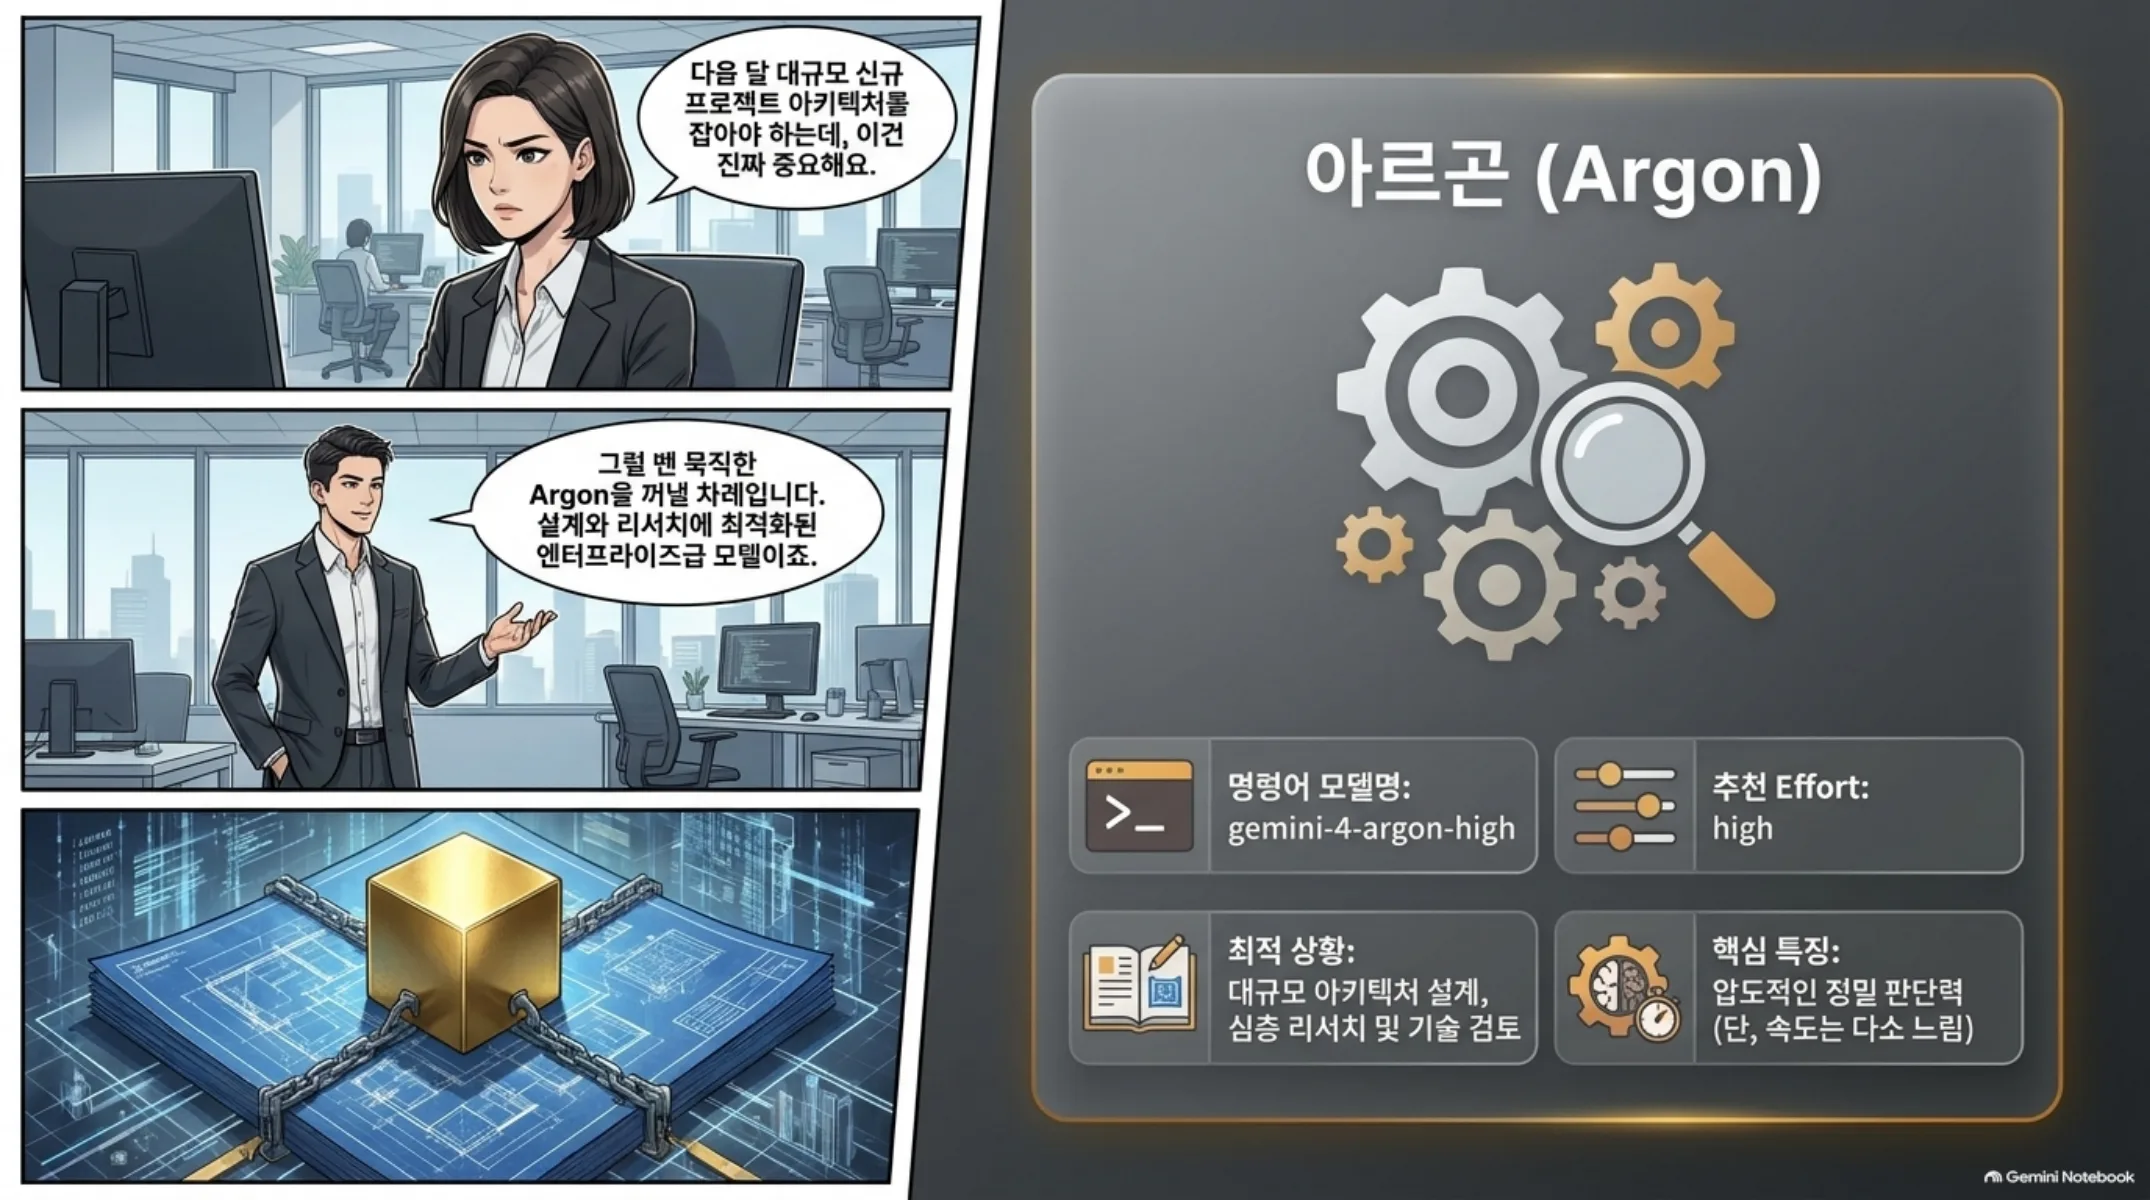 다음 달 대규모 신규
프로젝트 아키텍처를
잡아야 하는데, 이건
진짜 중요해요.
그럴 땐 묵직한
Argon을 꺼낼 차례입니다.
설계와 리서치에 최적화된
엔터프라이즈급 모델이죠.
아르곤 (Argon)
명령어 모델명:
gemini-4-argon-high
추천 Effort:
high
최적 상황:
대규모 아키텍처 설계,
심층 리서치 및 기술 검토
핵심 특징:
압도적인 정밀 판단력
(단, 속도는 다소 느림)
Gemini Notebook